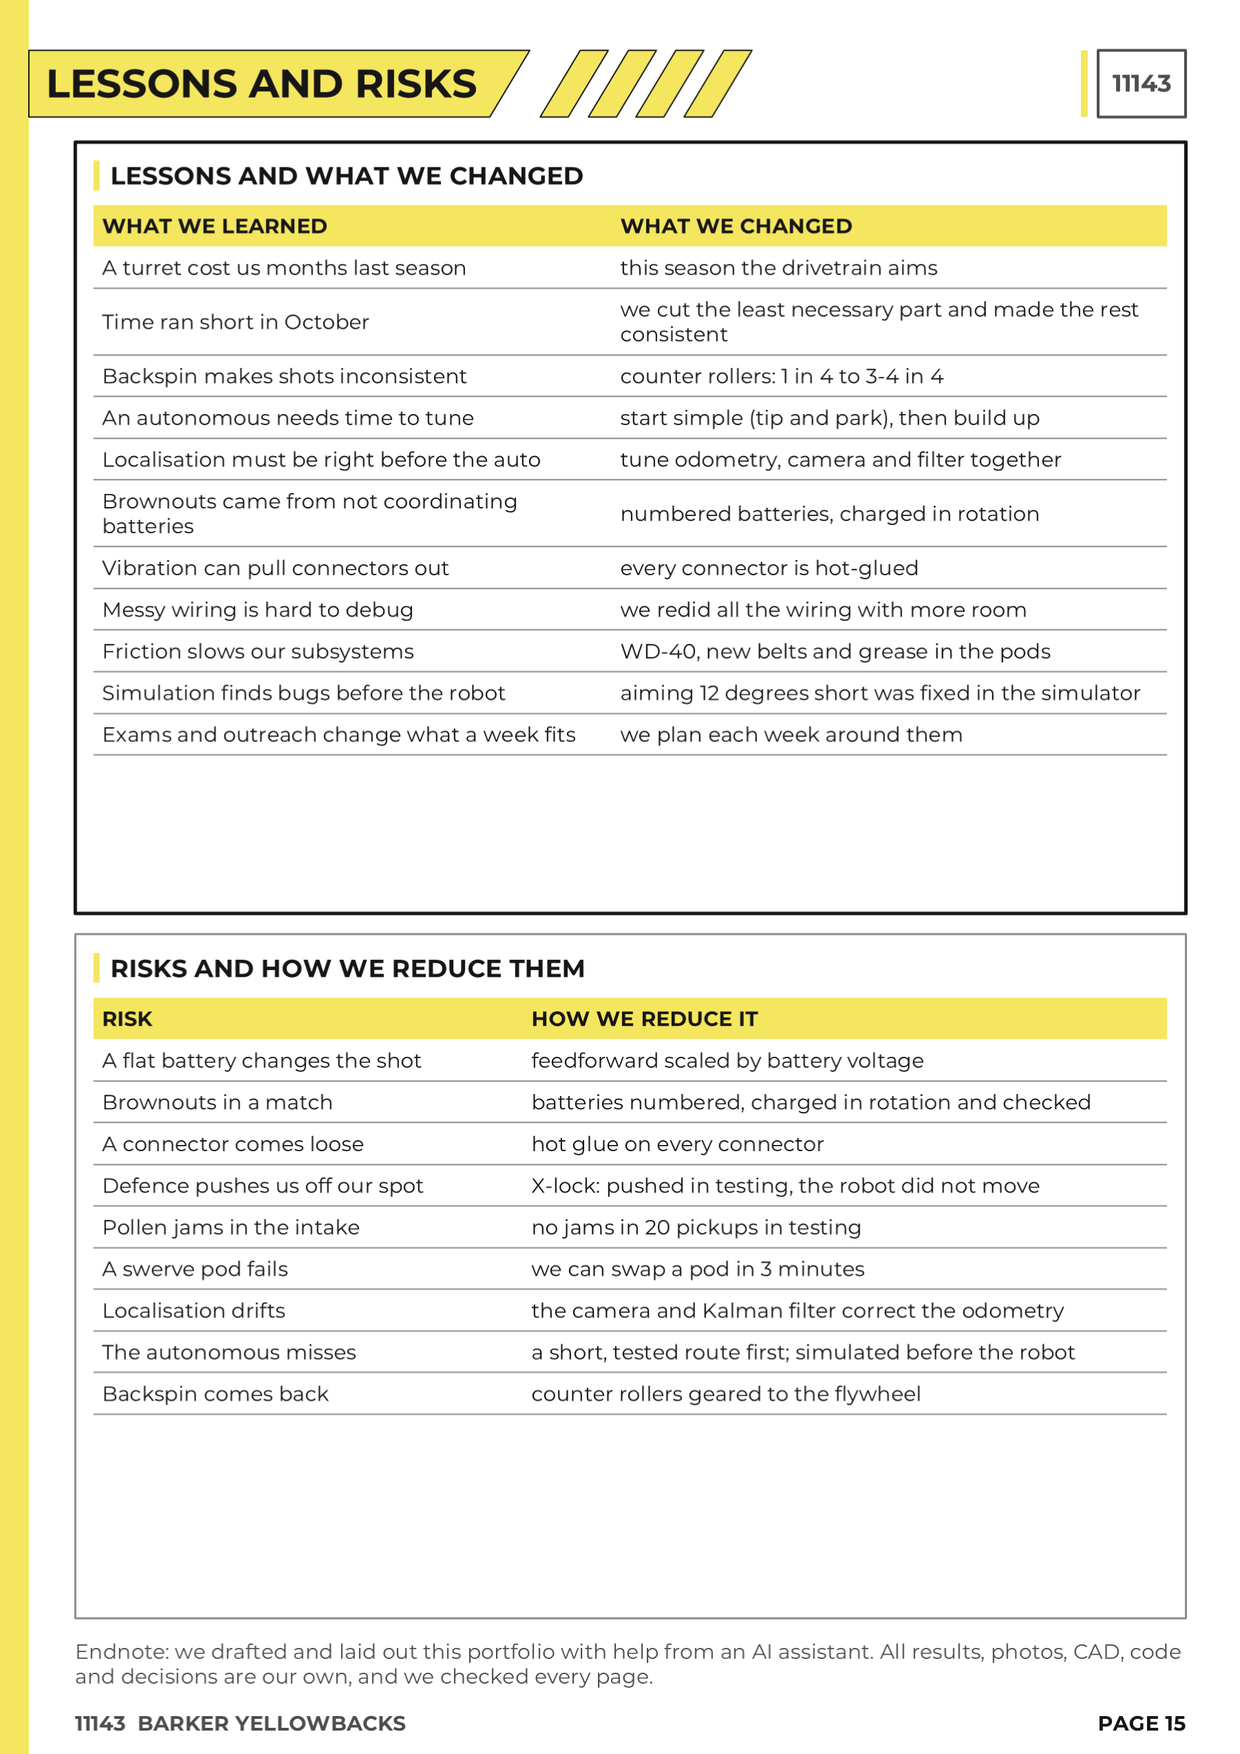 LESSONS AND RISKS
11143
LESSONS AND WHAT WE CHANGED
WHAT WE LEARNED WHAT WE CHANGED
A turret cost us months last season this season the drivetrain aims
Time ran short in October we cut the least necessary part and made the rest
consistent
Backspin makes shots inconsistent counter rollers: 1 in 4 to 3-4 in 4
An autonomous needs time to tune start simple (tip and park), then build up
Localisation must be right before the auto tune odometry, camera and filter together
Brownouts came from not coordinating
batteries numbered batteries, charged in rotation
Vibration can pull connectors out every connector is hot-glued
Messy wiring is hard to debug we redid all the wiring with more room
Friction slows our subsystems WD-40, new belts and grease in the pods
Simulation finds bugs before the robot aiming 12 degrees short was fixed in the simulator
Exams and outreach change what a week fits we plan each week around them
RISKS AND HOW WE REDUCE THEM
RISK HOW WE REDUCE IT
A flat battery changes the shot feedforward scaled by battery voltage
Brownouts in a match batteries numbered, charged in rotation and checked
A connector comes loose hot glue on every connector
Defence pushes us off our spot X-lock: pushed in testing, the robot did not move
Pollen jams in the intake no jams in 20 pickups in testing
A swerve pod fails we can swap a pod in 3 minutes
Localisation drifts the camera and Kalman filter correct the odometry
The autonomous misses a short, tested route first; simulated before the robot
Backspin comes back counter rollers geared to the flywheel
Endnote: we drafted and laid out this portfolio with help from an AI assistant. All results, photos, CAD, code
and decisions are our own, and we checked every page.
11143 BARKER YELLOWBACKS PAGE 15